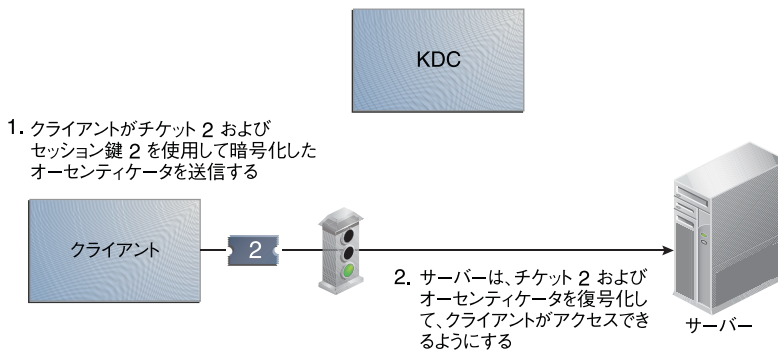 KDC
1. クライアントがチケット 2 および
セッション鍵 2 を使用して暗号化した
オーセンティケータを送信する
クライアント
2
2. サーバーは、チケット 2 および
オーセンティケータを復号化し
て、クライアントがアクセスでき
るようにする
サーバー